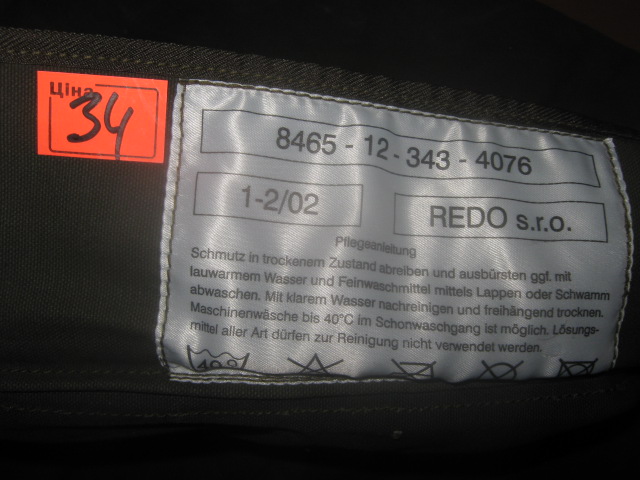 Ціна
34
8465 - 12 - 343 - 4076
1-2/02
REDO s.r.o.
Pflegeanleitung
Schmutz in trockenem Zustand abreiben und ausbürsten ggf. mit
lauwarmem Wasser und Feinwaschmittel mittels Lappen oder Schwamm
abwaschen. Mit klarem Wasser nachreinigen und freihängend trocknen.
Maschinenwäsche bis 40°C im Schonwaschgang ist möglich. Lösungs-
mittel aller Art dürfen zur Reinigung nicht verwendet werden.
40°